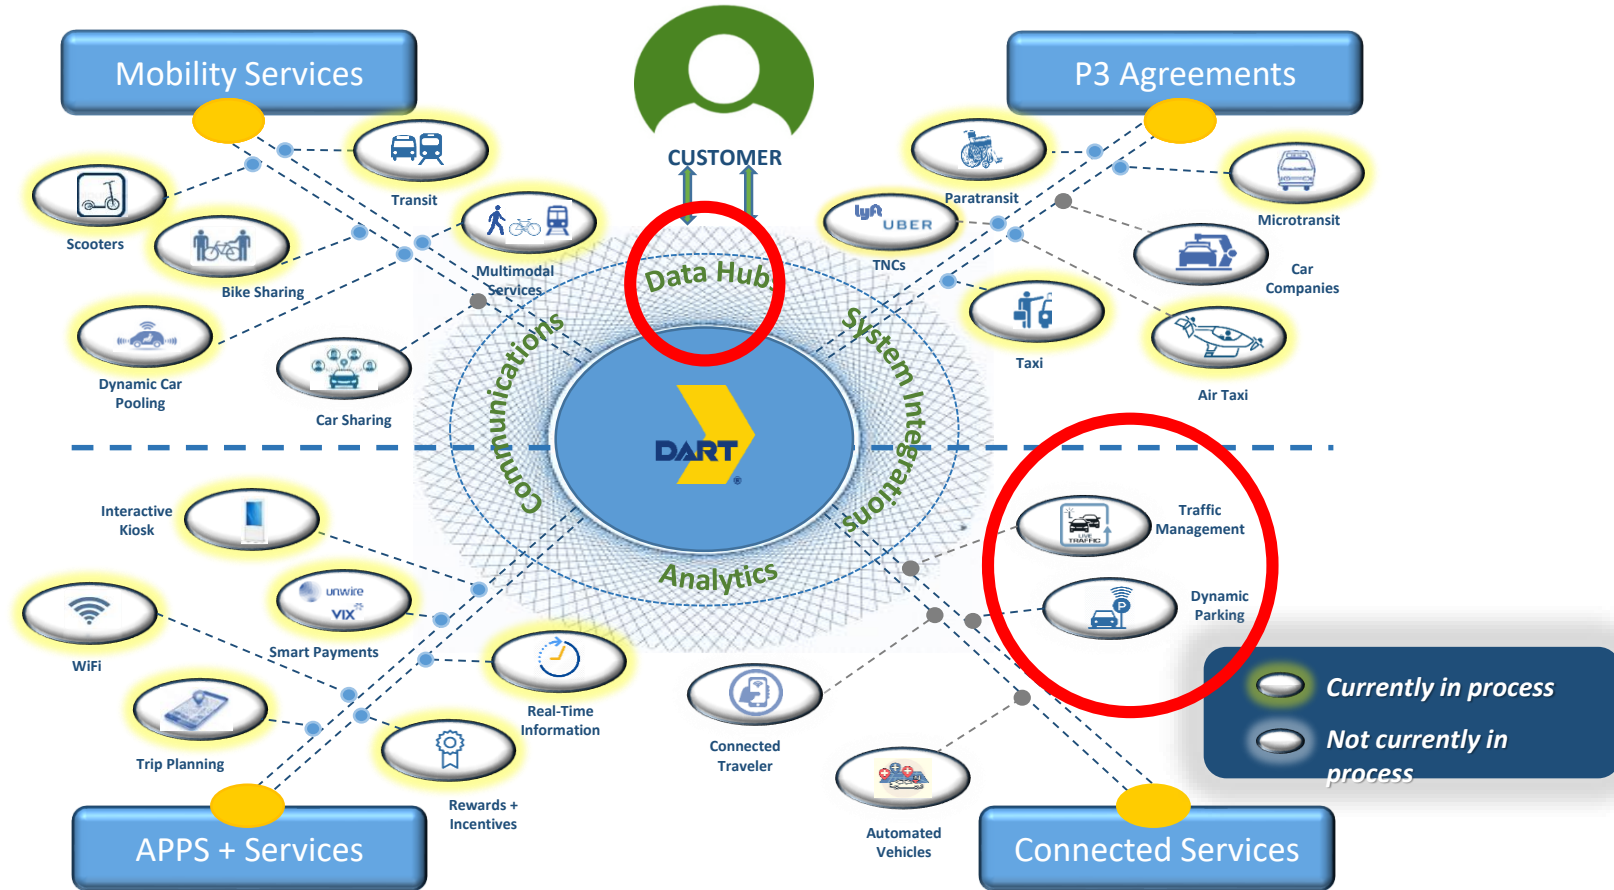 Mobility Services
P3 Agreements
CUSTOMER
Transit
Scooters
Bike Sharing
Multimodal
Services
Dynamic Car
Pooling
Car Sharing
Paratransit
Microtransit
lyft
UBER
TNCs
Car
Companies
Taxi
Air Taxi
Data Hub
Communications
System Integrations
Analytics
DART
®
Interactive
Kiosk
WiFi
unwire
VIX
Smart Payments
Trip Planning
Real-Time
Information
Rewards +
Incentives
LIVE
TRAFFIC
Traffic
Management
P
Dynamic
Parking
Connected
Traveler
Automated
Vehicles
Currently in process
Not currently in
process
APPS + Services
Connected Services